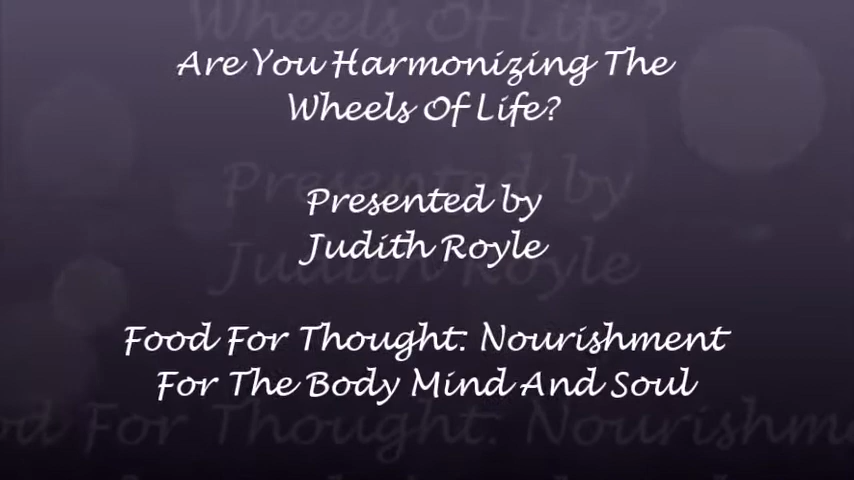 Are You Harmonizing The
Wheels Of Life?
Presented by
Judith Royle
Food For Thought: Nourishment
For The Body Mind And Soul